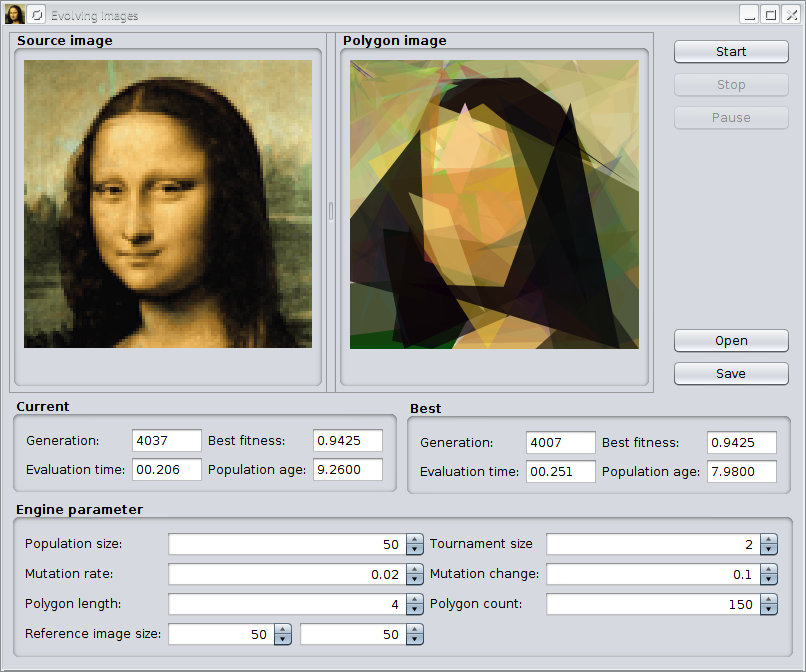 Evolving images
Source image
Polygon image
Start
Stop
Pause
Open
Save
Current
Generation: 4037 Best fitness: 0.9425
Evaluation time: 00.206 Population age: 9.2600
Best
Generation: 4007 Best fitness: 0.9425
Evaluation time: 00.251 Population age: 7.9800
Engine parameter
Population size: 50 Tournament size 2
Mutation rate: 0.02 Mutation change: 0.1
Polygon length: 4 Polygon count: 150
Reference image size: 50 50